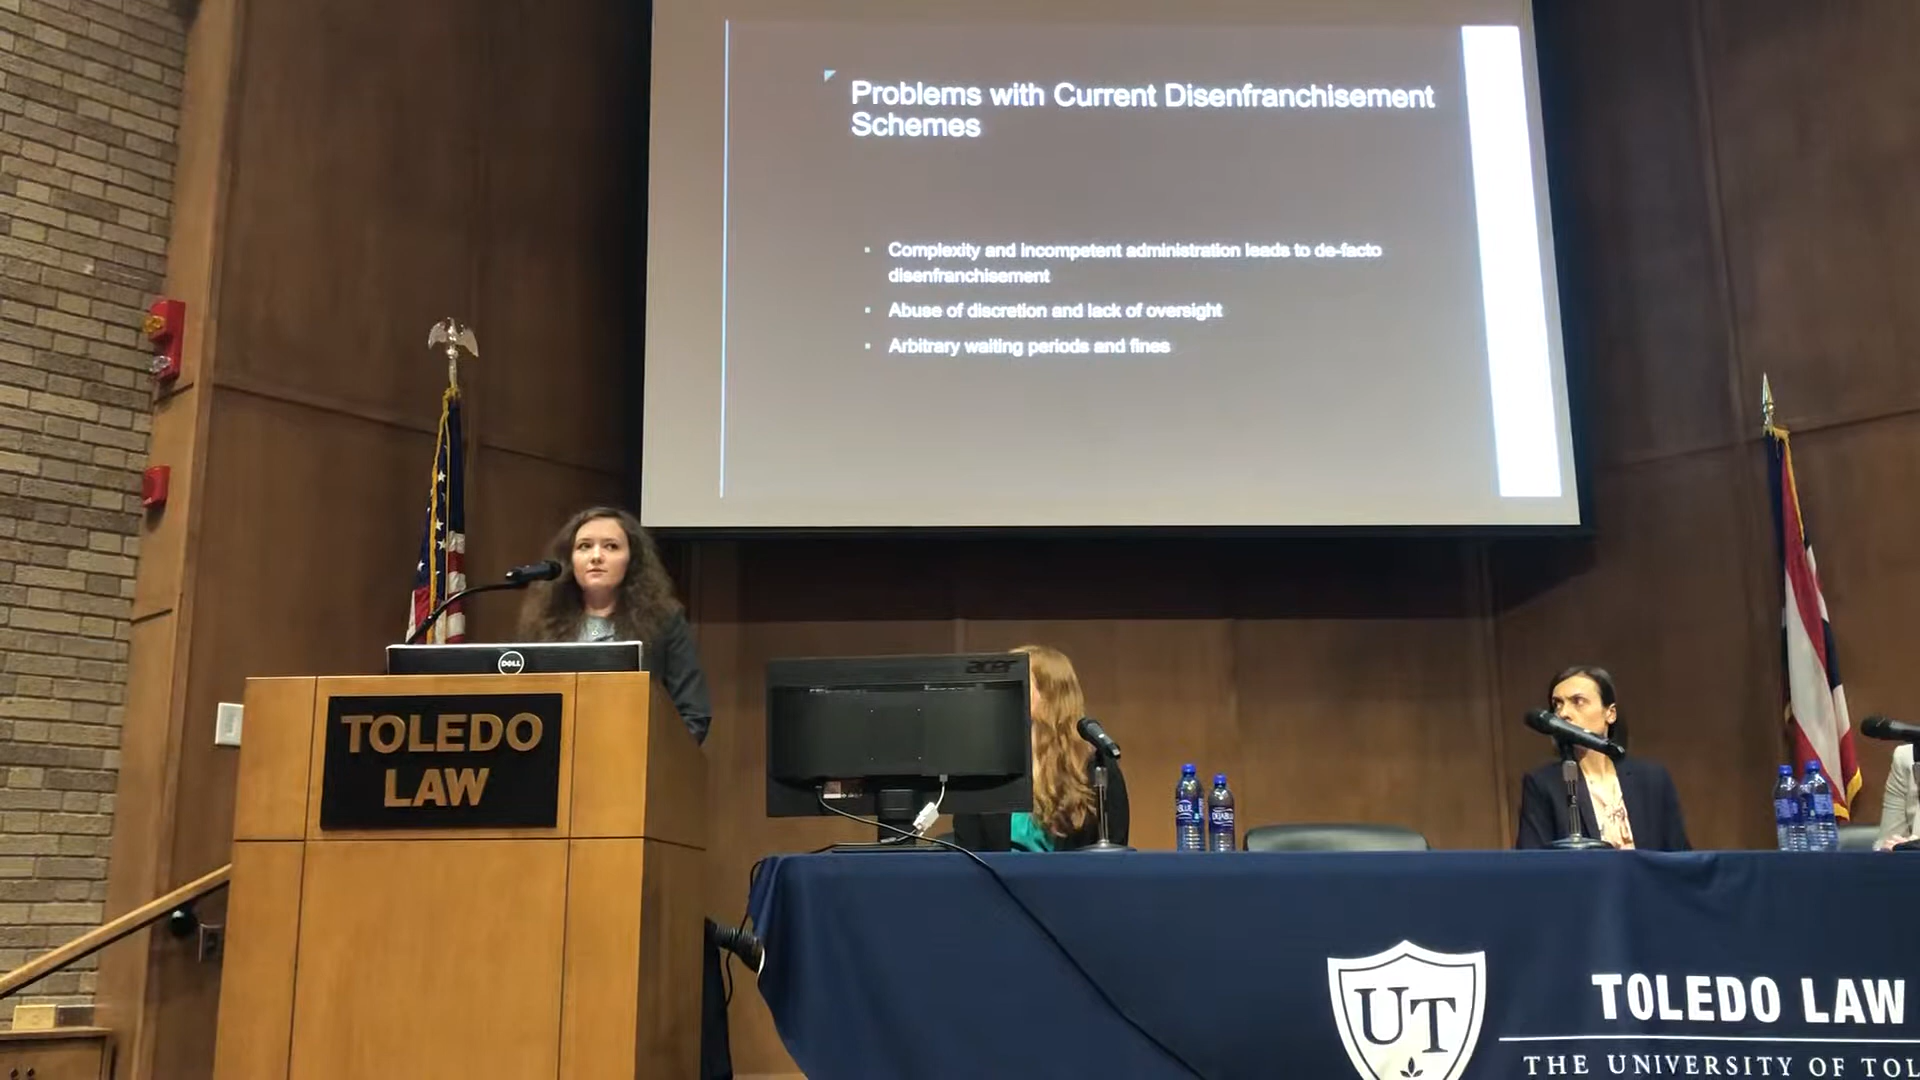 Problems with Current Disenfranchisement
Schemes
Complexity and incompetent administration leads to de-facto
disenfranchisement
Abuse of discretion and lack of oversight
Arbitrary waiting periods and fines
DELL
acer
TOLEDO
LAW
UT
TOLEDO LAW
THE UNIVERSITY OF TOL